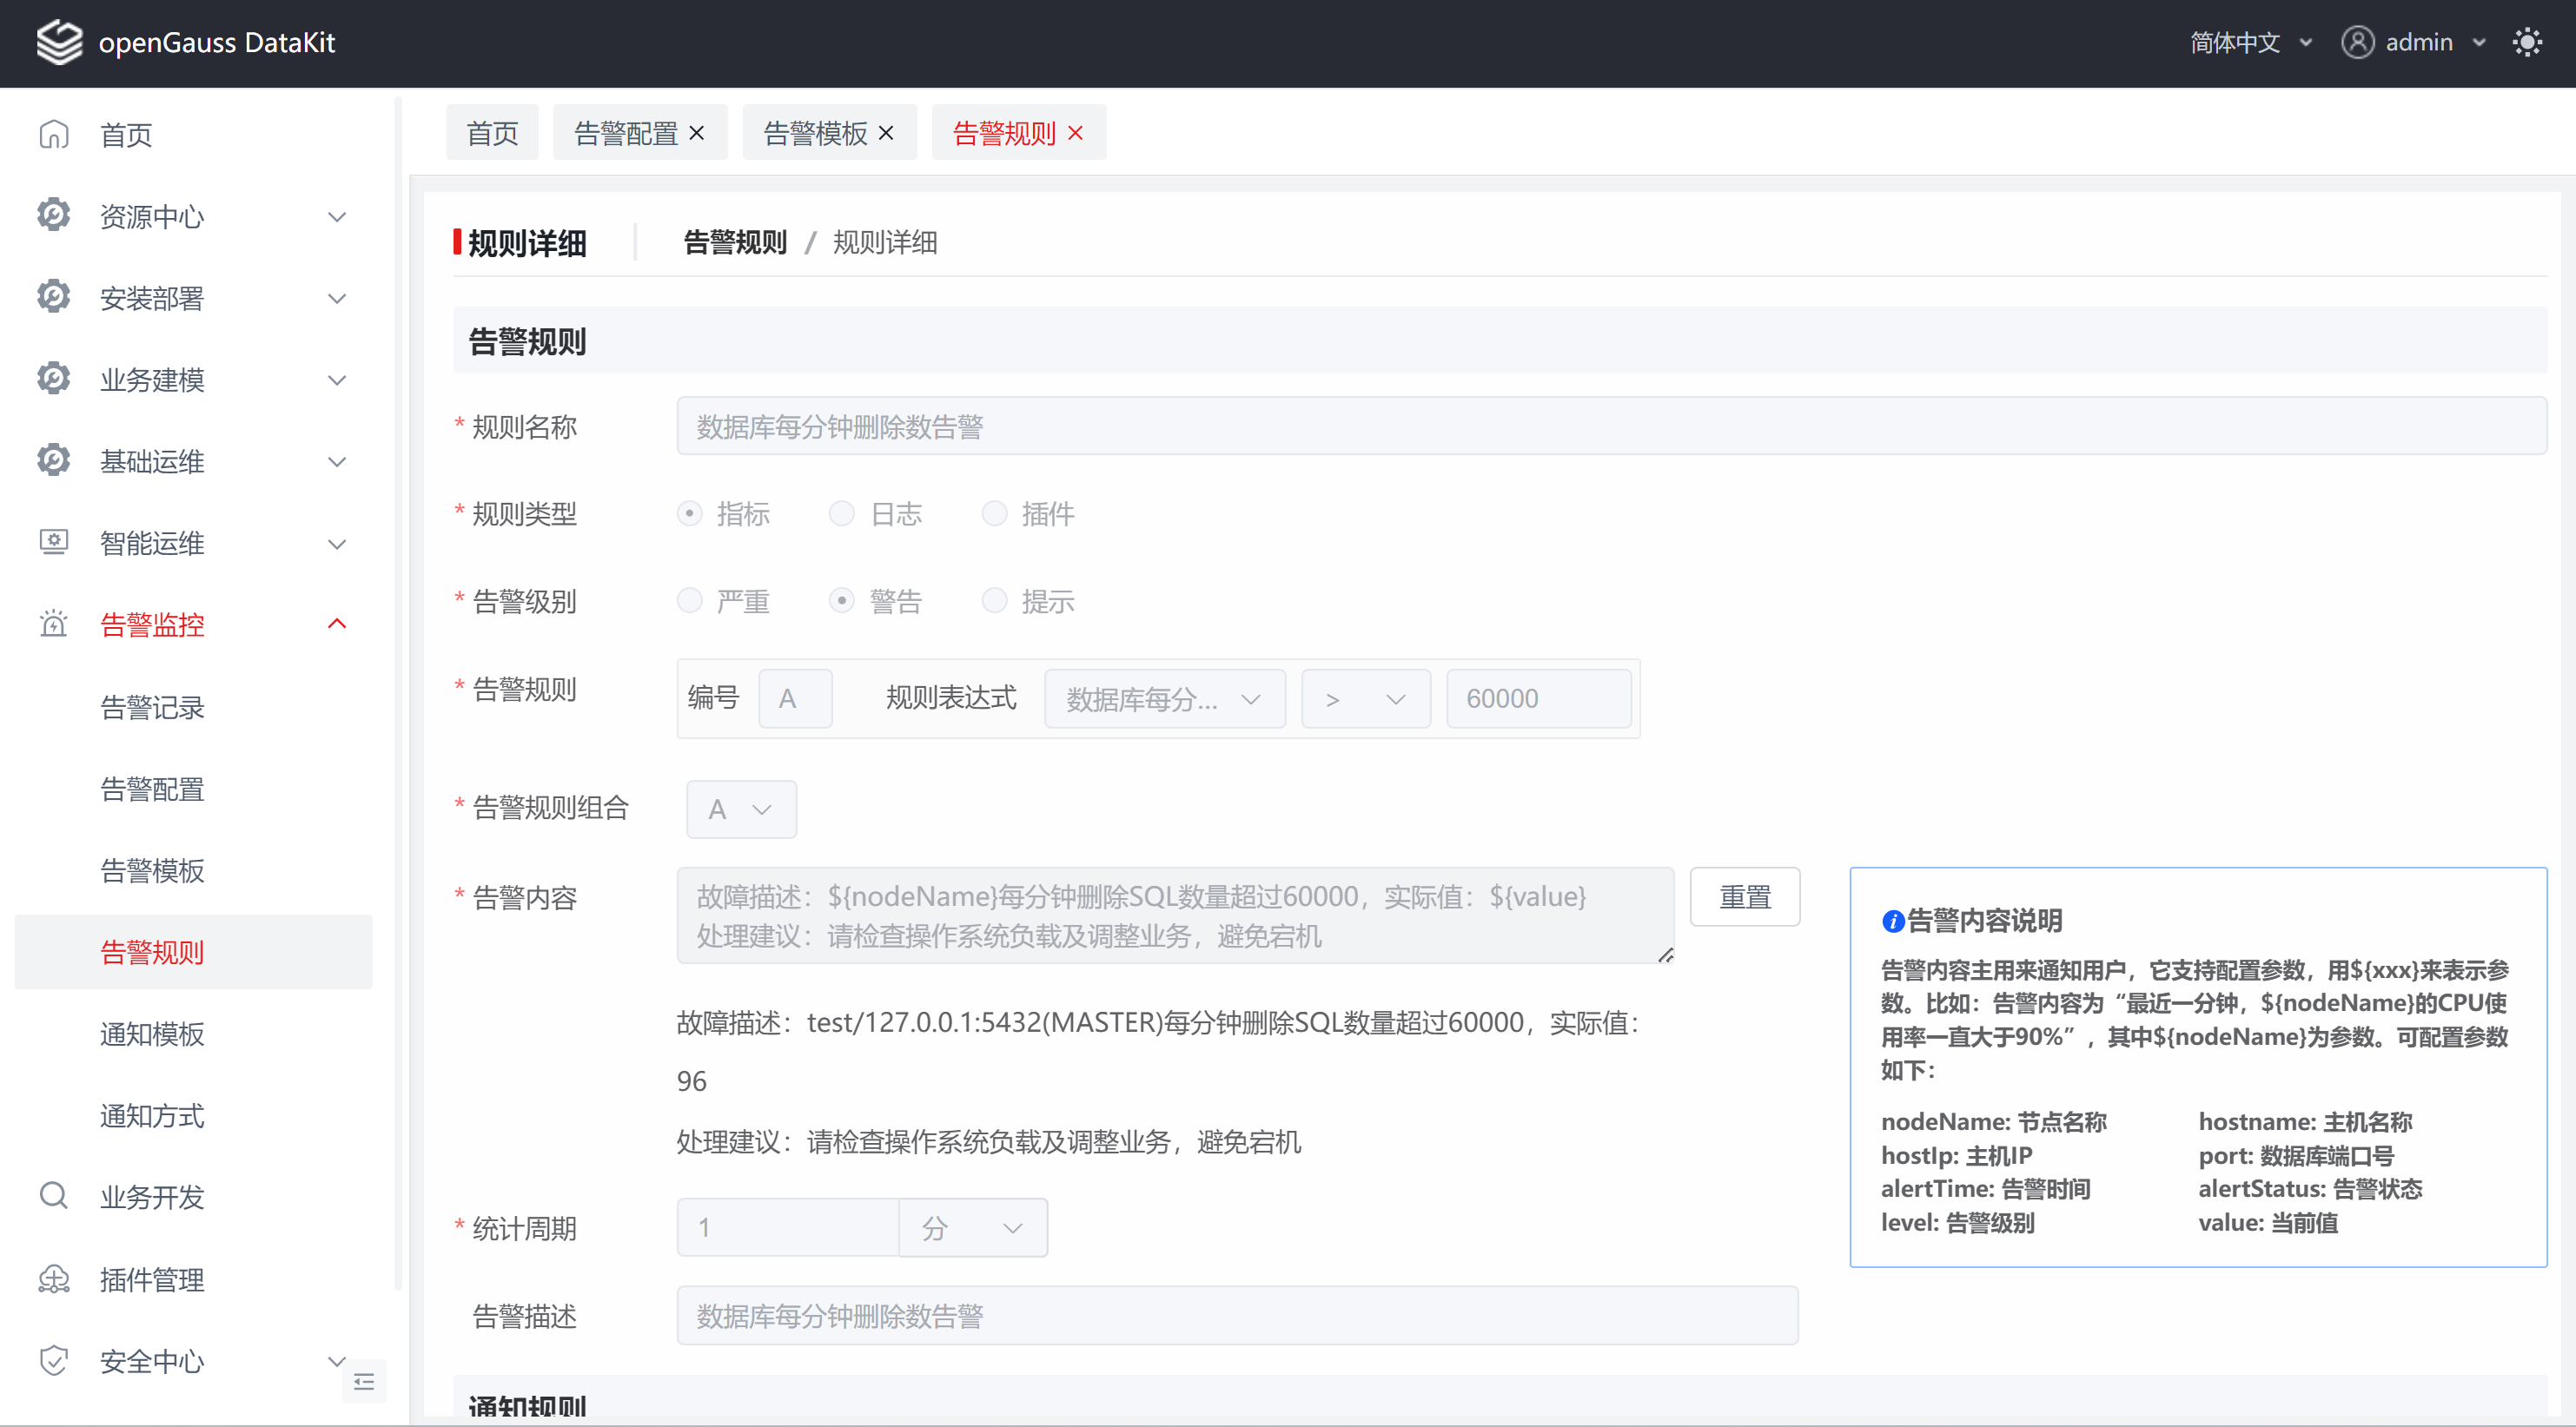 openGauss DataKit
简体中文
admin
首页
资源中心
安装部署
业务建模
基础运维
智能运维
告警监控
告警记录
告警配置
告警模板
告警规则
通知模板
通知方式
业务开发
插件管理
安全中心
首页
告警配置
告警模板
告警规则
规则详细
告警规则 / 规则详细
告警规则
* 规则名称 数据库每分钟删除数告警
* 规则类型 指标 日志 插件
* 告警级别 严重 警告 提示
* 告警规则 编号 A 规则表达式 数据库每分... > 60000
* 告警规则组合 A
* 告警内容 故障描述：${nodeName}每分钟删除SQL数量超过60000，实际值：${value}
处理建议：请检查操作系统负载及调整业务，避免宕机
重置
故障描述：test/127.0.0.1:5432(MASTER)每分钟删除SQL数量超过60000，实际值：
96
处理建议：请检查操作系统负载及调整业务，避免宕机
告警内容说明
告警内容主用来通知用户，它支持配置参数，用${xxx}来表示参
数。比如：告警内容为“最近一分钟，${nodeName}的CPU使
用率一直大于90%”，其中${nodeName}为参数。可配置参数
如下：
nodeName: 节点名称 hostname: 主机名称
hostIp: 主机IP port: 数据库端口号
alertTime: 告警时间 alertStatus: 告警状态
level: 告警级别 value: 当前值
* 统计周期 1 分
告警描述 数据库每分钟删除数告警
通知规则